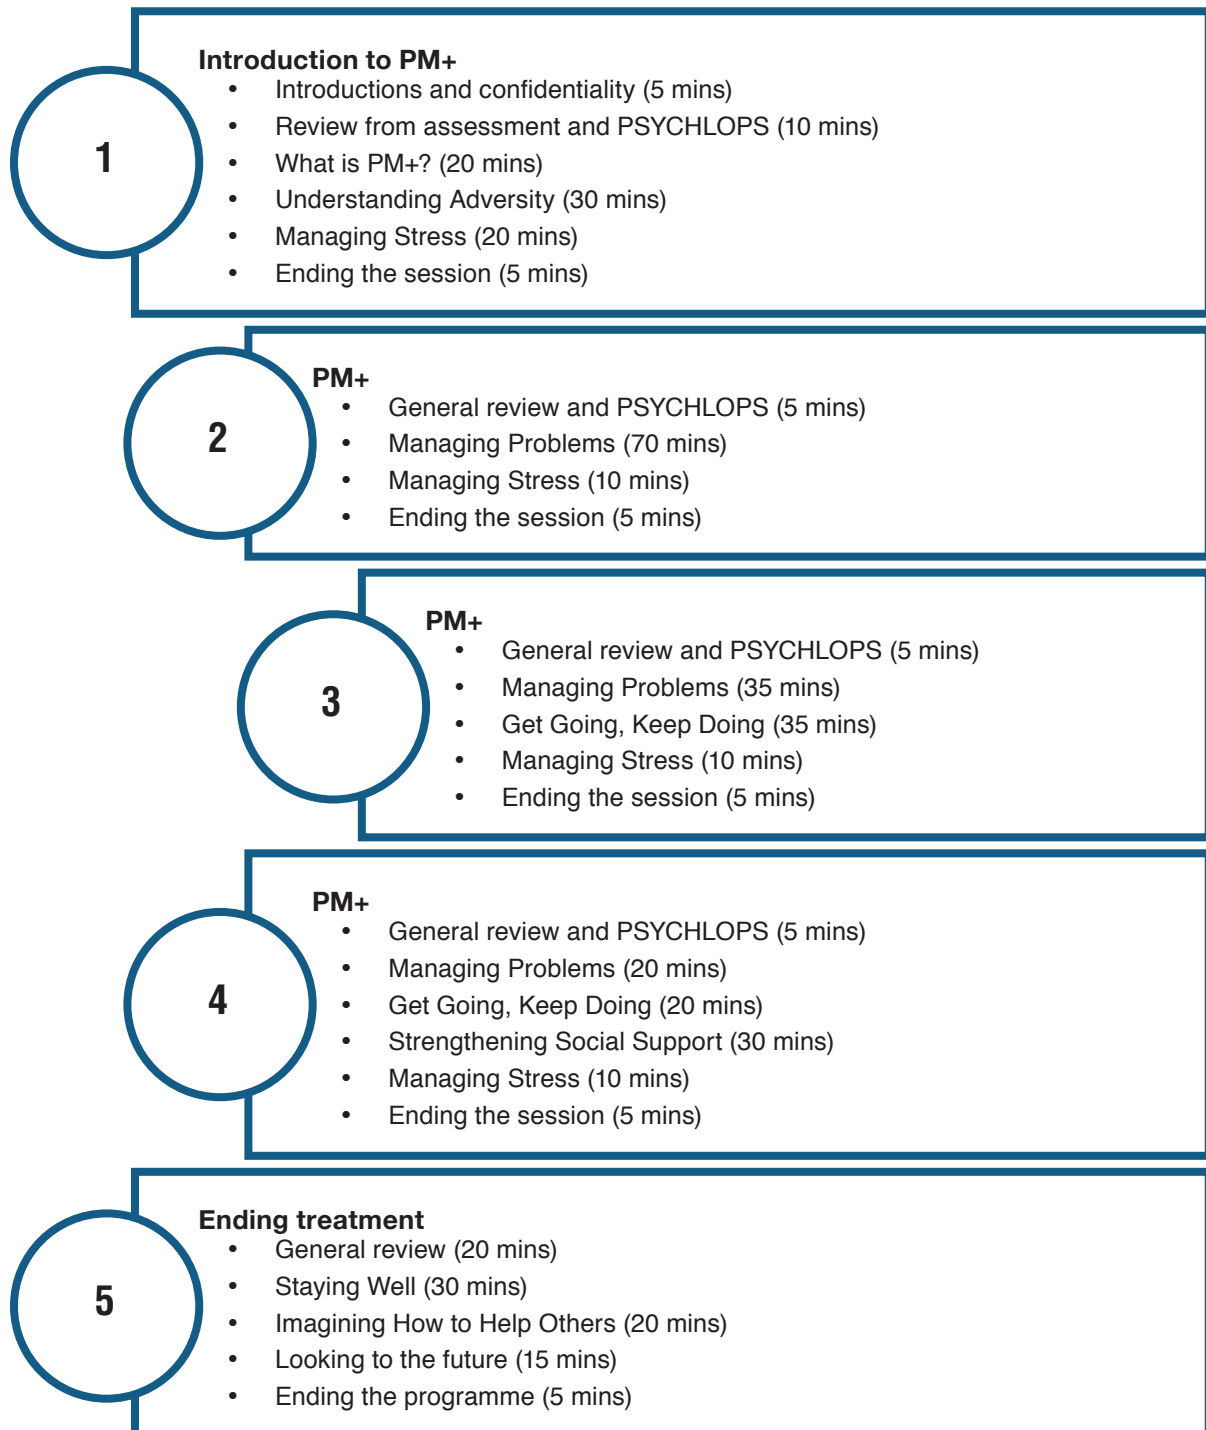 1
Introduction to PM+
• Introductions and confidentiality (5 mins)
• Review from assessment and PSYCHLOPS (10 mins)
• What is PM+? (20 mins)
• Understanding Adversity (30 mins)
• Managing Stress (20 mins)
• Ending the session (5 mins)
2
PM+
• General review and PSYCHLOPS (5 mins)
• Managing Problems (70 mins)
• Managing Stress (10 mins)
• Ending the session (5 mins)
3
PM+
• General review and PSYCHLOPS (5 mins)
• Managing Problems (35 mins)
• Get Going, Keep Doing (35 mins)
• Managing Stress (10 mins)
• Ending the session (5 mins)
4
PM+
• General review and PSYCHLOPS (5 mins)
• Managing Problems (20 mins)
• Get Going, Keep Doing (20 mins)
• Strengthening Social Support (30 mins)
• Managing Stress (10 mins)
• Ending the session (5 mins)
5
Ending treatment
• General review (20 mins)
• Staying Well (30 mins)
• Imagining How to Help Others (20 mins)
• Looking to the future (15 mins)
• Ending the programme (5 mins)